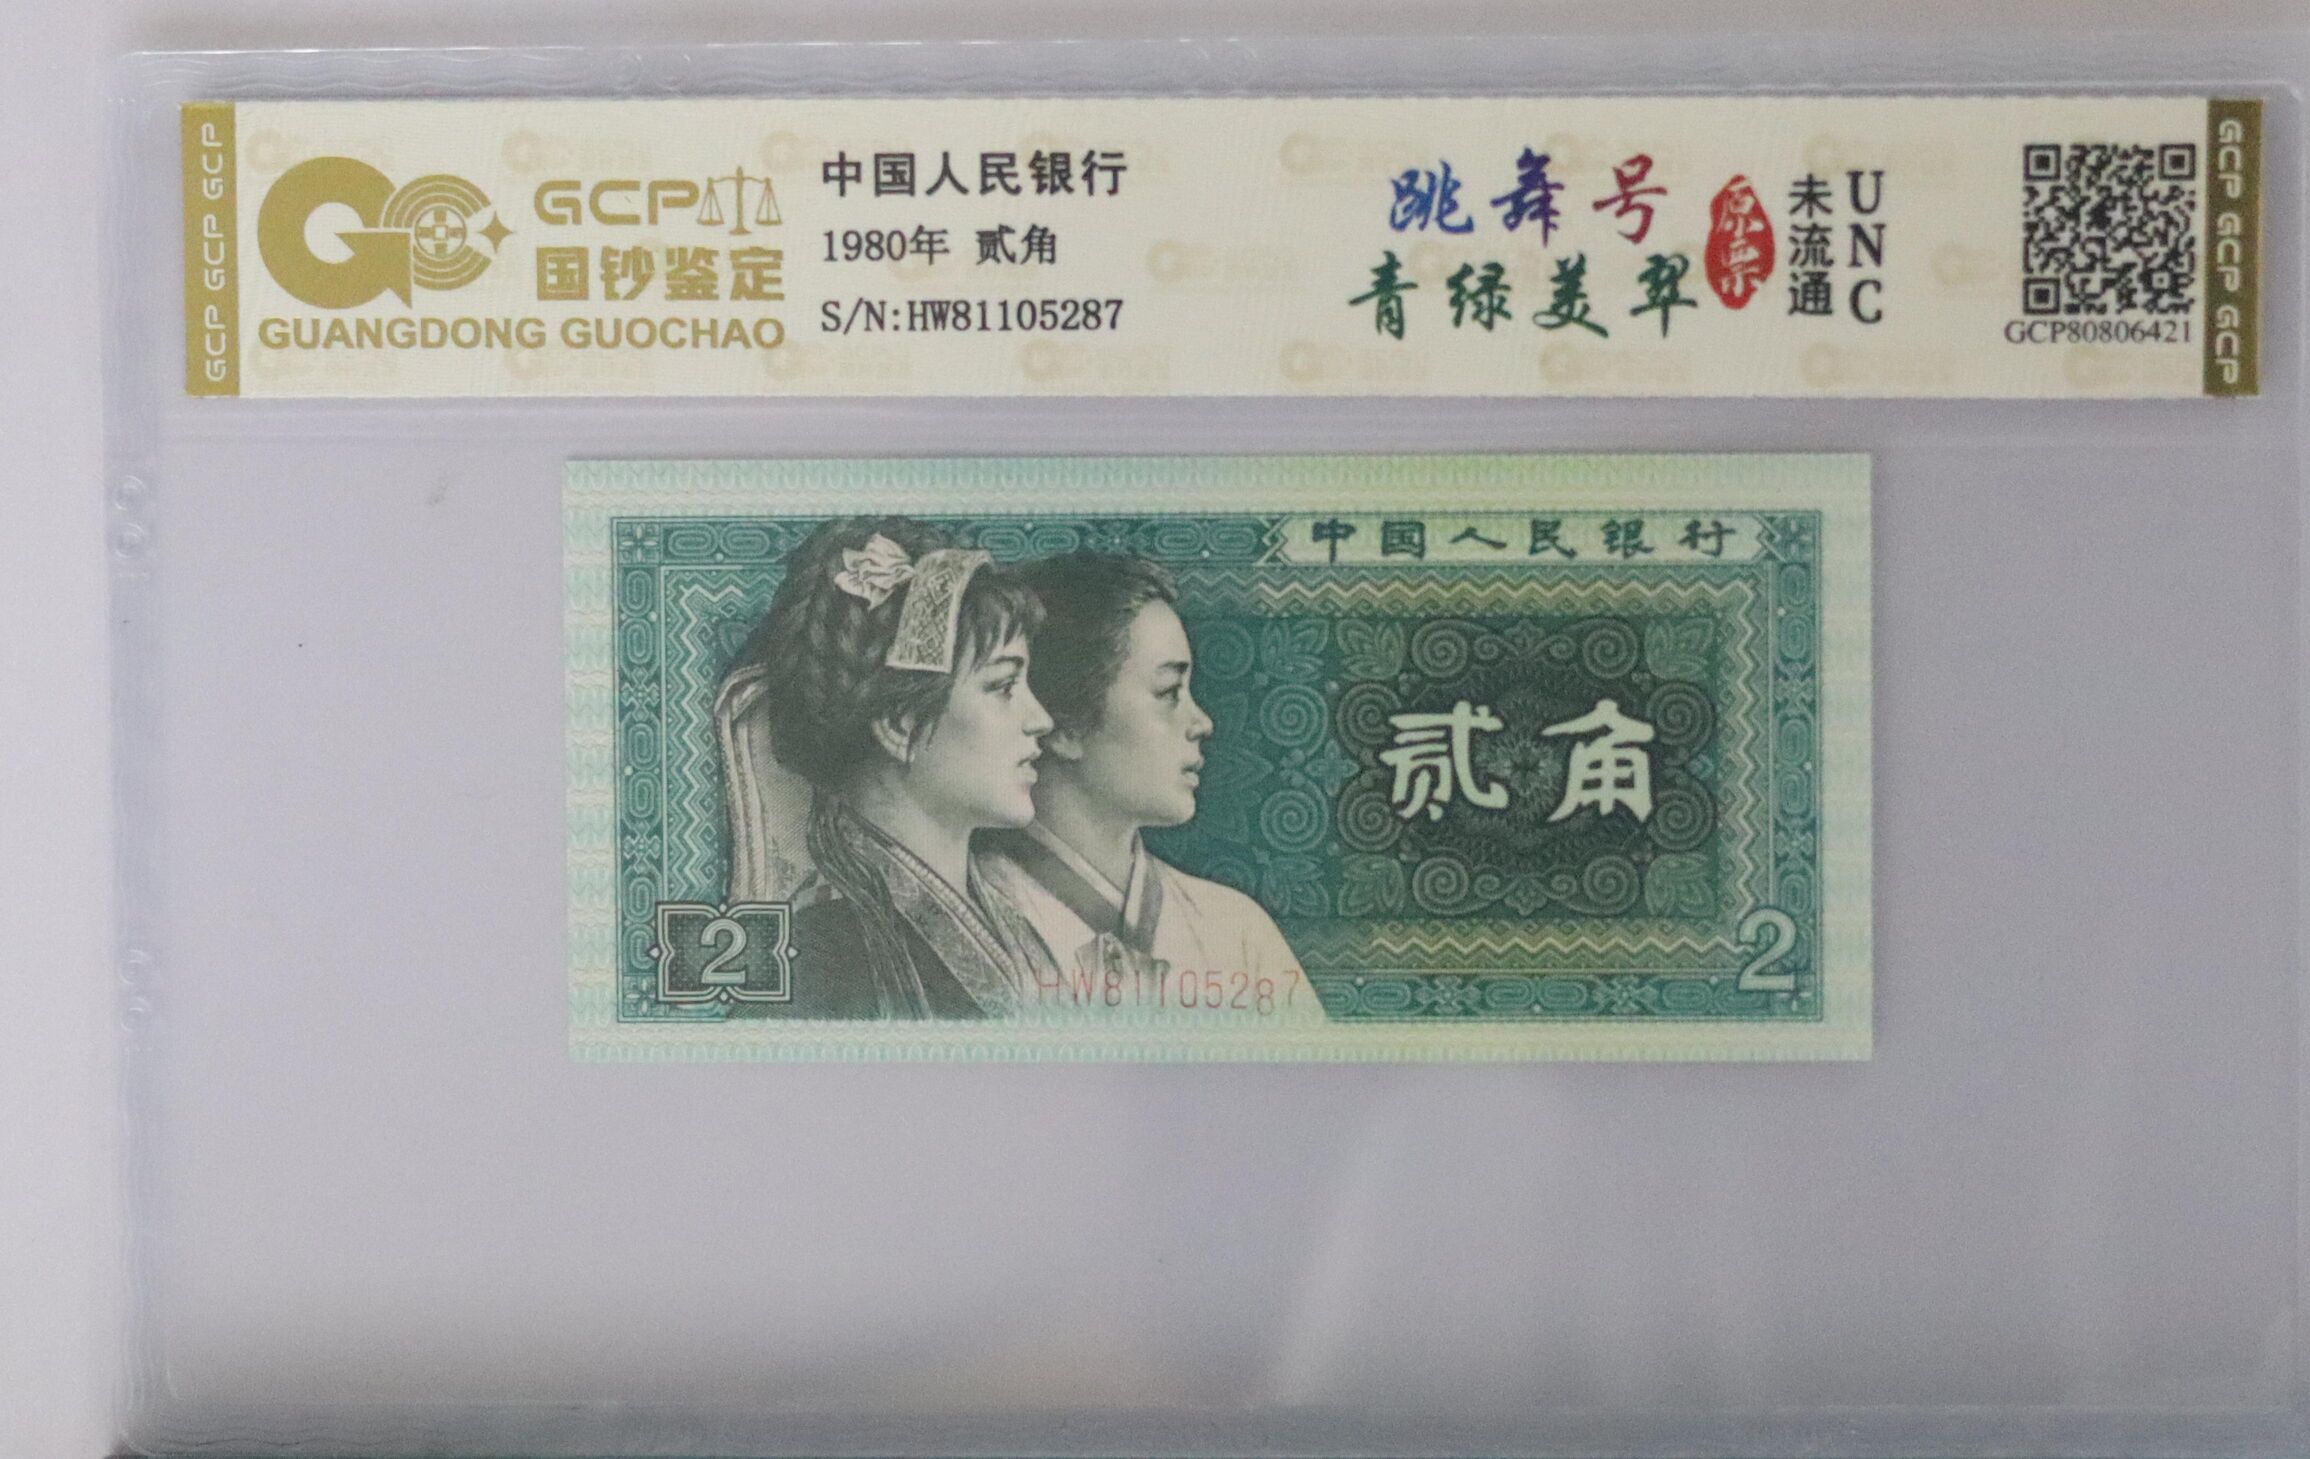 GCP GCP GCP
GCP
国钞鉴定
GUANGDONG GUOCHAO
中国人民银行
1980年 贰角
S/N:HW81105287
跳舞号
青绿美翠
原票
未流通
UNC
GCP80806421
GCP GCP GCP
中国人民银行
贰角
2
HW81105287
2